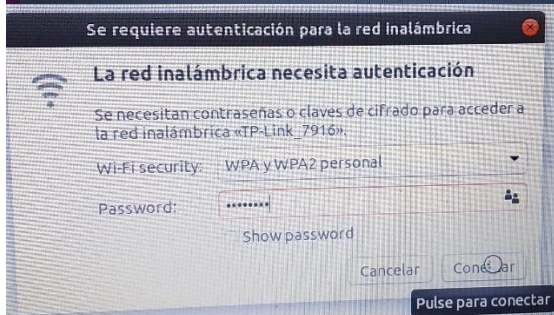 Se requiere autenticación para la red inalámbrica
La red inalámbrica necesita autenticación
Se necesitan contraseñas o claves de cifrado para acceder a
la red inalámbrica «TP-Link_7916».
Wi-Fi security: WPA y WPA2 personal
Password: ••••••••
Show password
Cancelar Conectar
Pulse para conectar